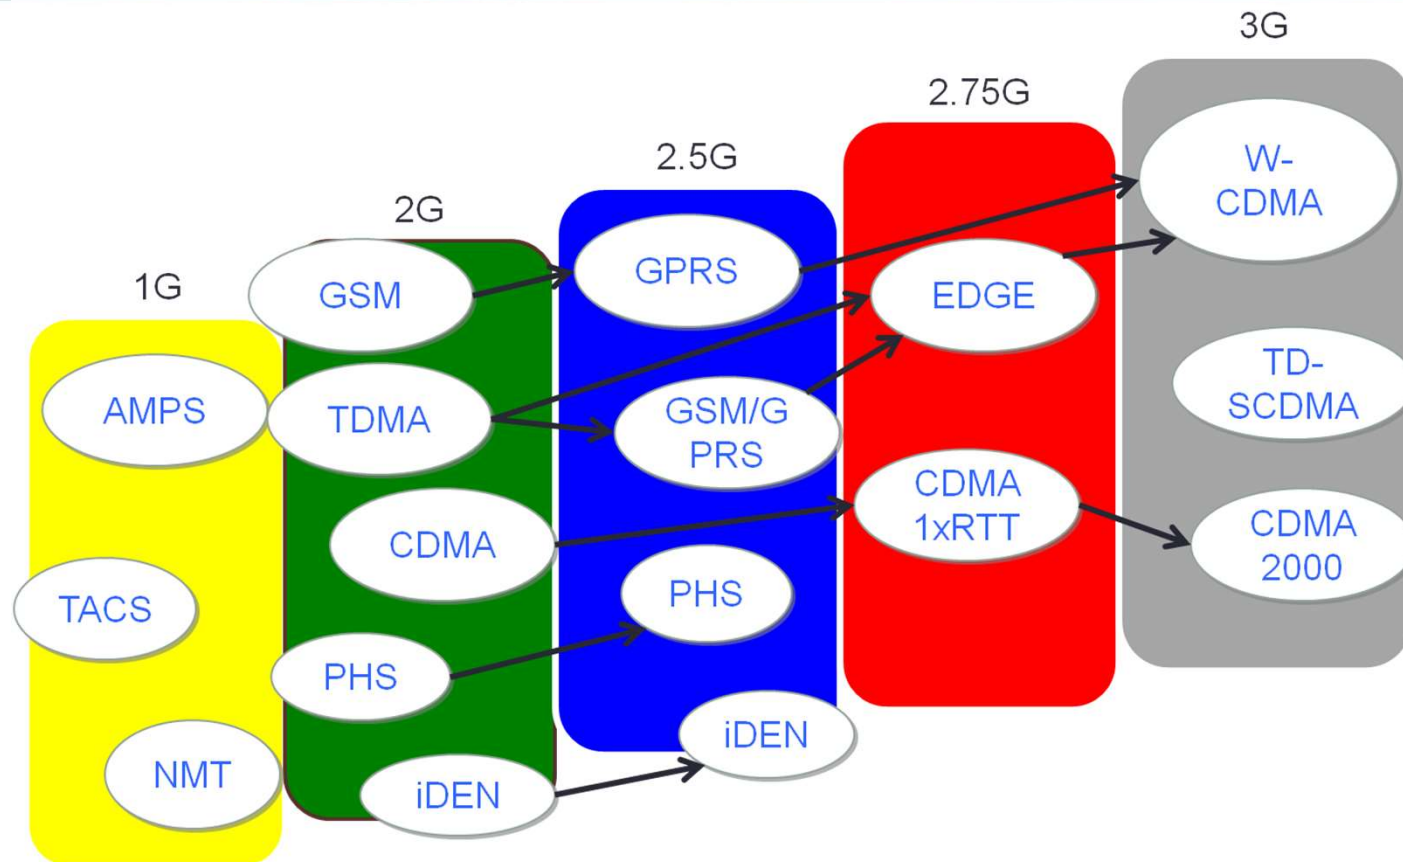 1G
AMPS
TACS
NMT
2G
GSM
TDMA
CDMA
PHS
iDEN
2.5G
GPRS
GSM/G
PRS
PHS
iDEN
2.75G
EDGE
CDMA
1xRTT
3G
W-
CDMA
TD-
SCDMA
CDMA
2000